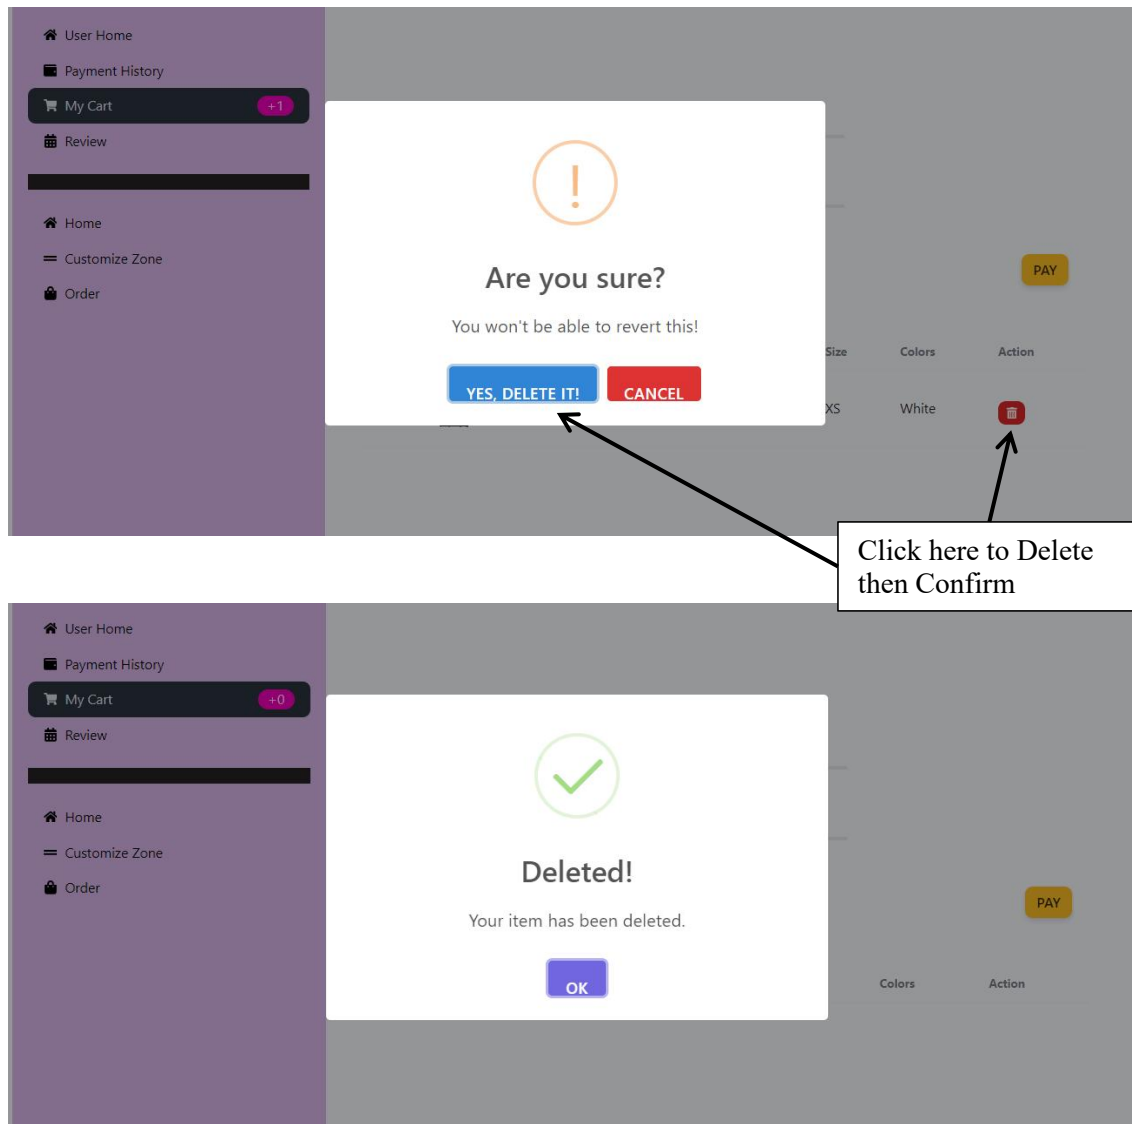 User Home
Payment History
My Cart +1
Review
Home
Customize Zone
Order
!
Are you sure?
You won't be able to revert this!
YES, DELETE IT! CANCEL
PAY
Size Colors Action
XS White
Click here to Delete
then Confirm
User Home
Payment History
My Cart +0
Review
Home
Customize Zone
Order
Deleted!
Your item has been deleted.
OK
PAY
Colors Action